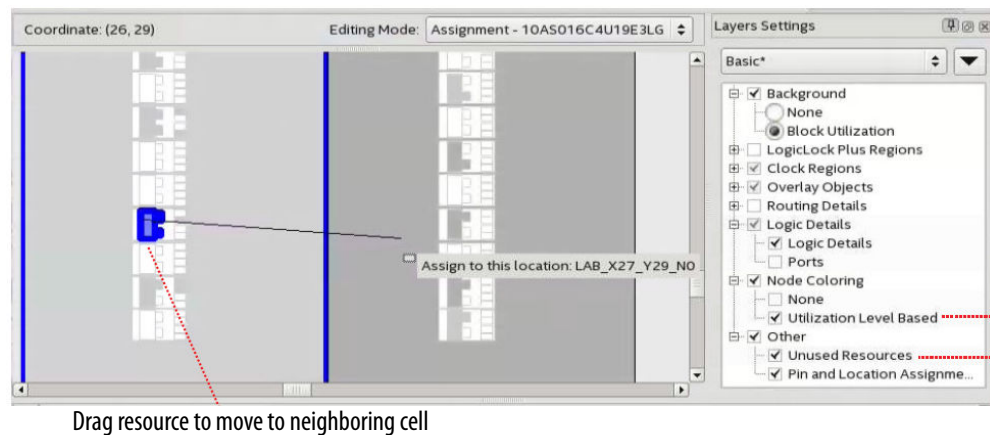 Coordinate: (26, 29)
Editing Mode: Assignment - 10AS016C4U19E3LG
Layers Settings
Basic*
Background
None
Block Utilization
LogicLock Plus Regions
Clock Regions
Overlay Objects
Routing Details
Logic Details
Logic Details
Ports
Node Coloring
None
Utilization Level Based
Other
Unused Resources
Pin and Location Assignme...
Assign to this location: LAB_X27_Y29_N0
Drag resource to move to neighboring cell